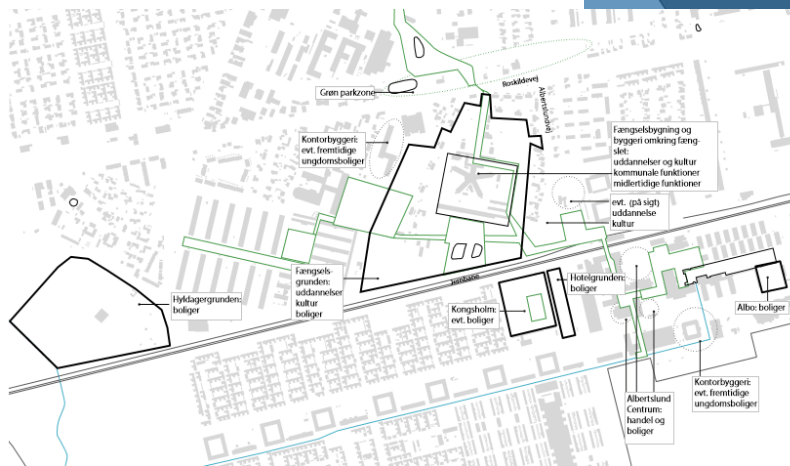 Roskildevej
Grøn parkzone
Albertslundvej
Fængselsbygning og
byggeri omkring fæng-
slet:
uddannelser og kultur
kommunale funktioner
midlertidige funktioner
Kontorbyggeri:
evt. fremtidige
ungdomsboliger
evt. (på sigt)
uddannelse
kultur
Fængsels-
grunden:
uddannelser
kultur
boliger
Jernbane
Hotelgrunden:
boliger
Hyldagergrunden:
boliger
Kongsholm:
evt. boliger
Albo: boliger
Albertslund
Centrum:
handel og
boliger
Kontorbyggeri:
evt. fremtidige
ungdomsboliger